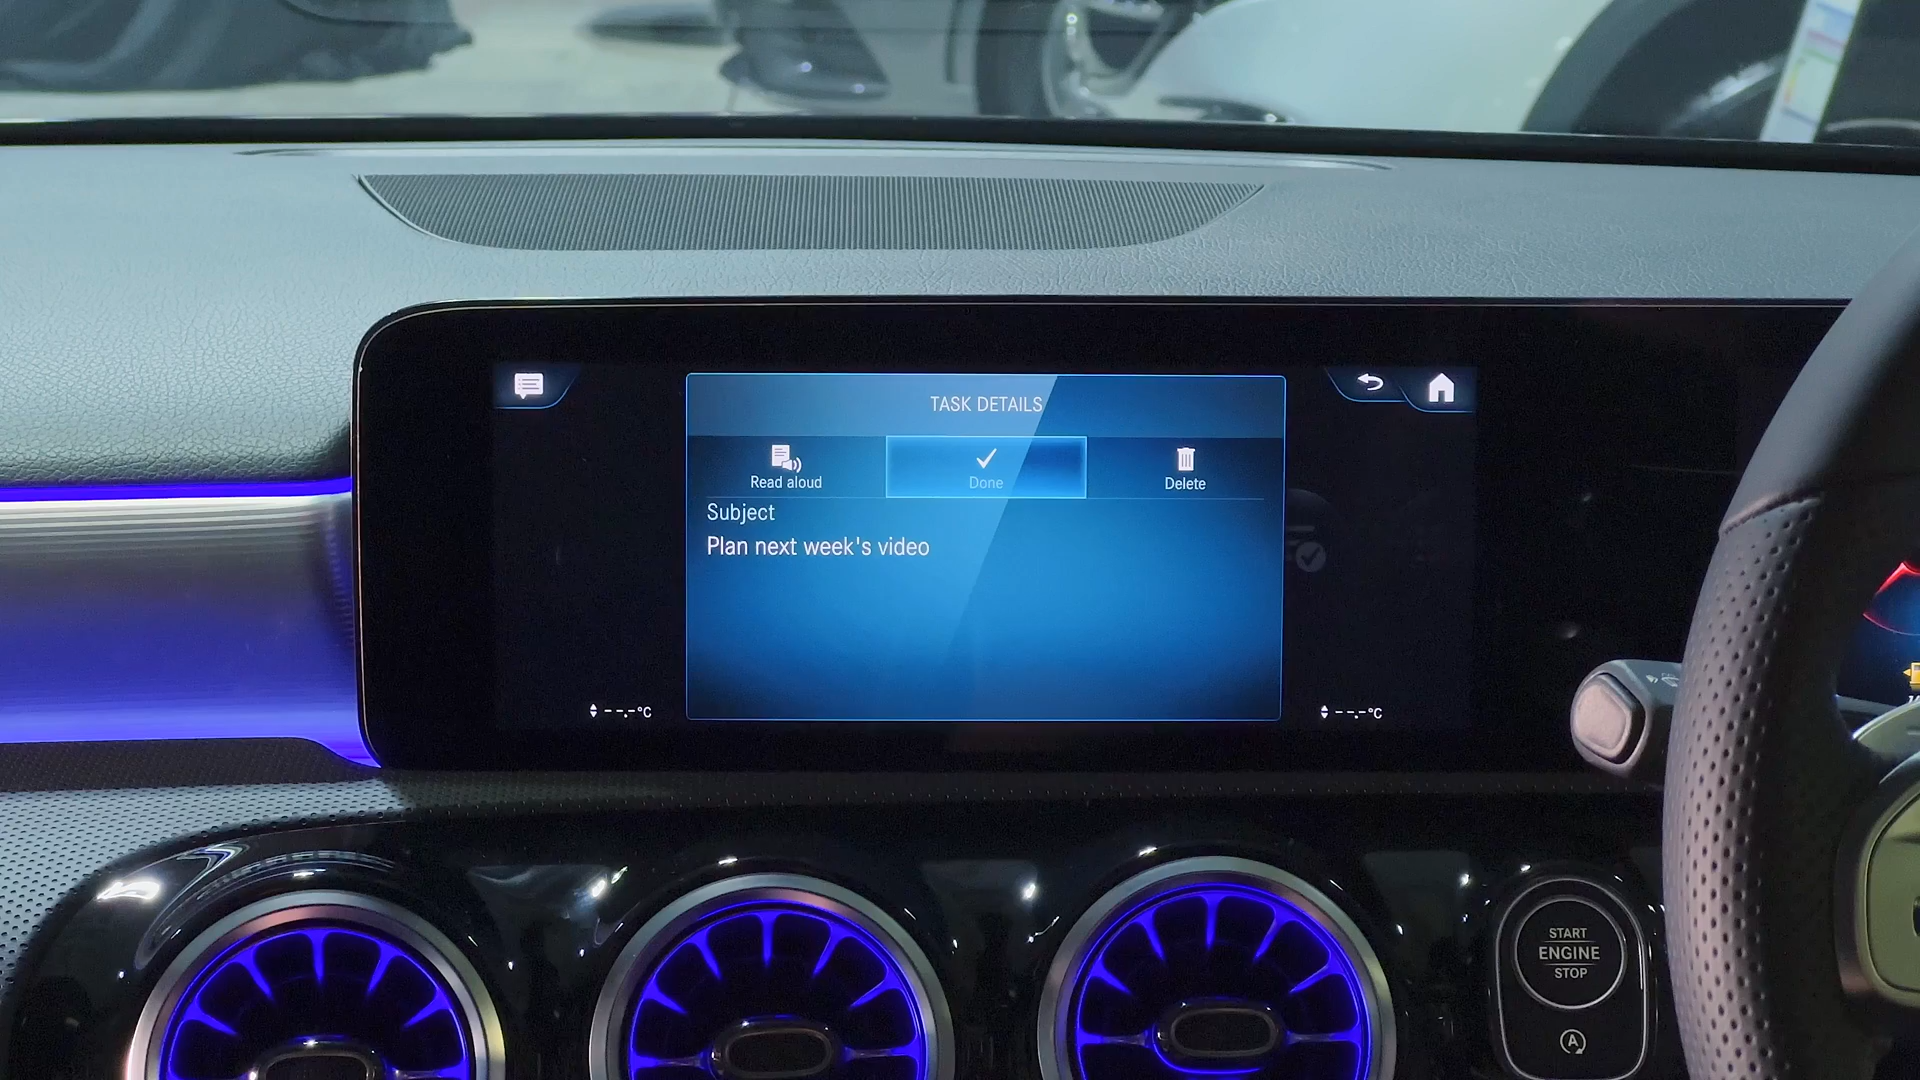 TASK DETAILS
Read aloud
Done
Delete
Subject
Plan next week's video
--.-°C
--.-°C
START
ENGINE
STOP
A